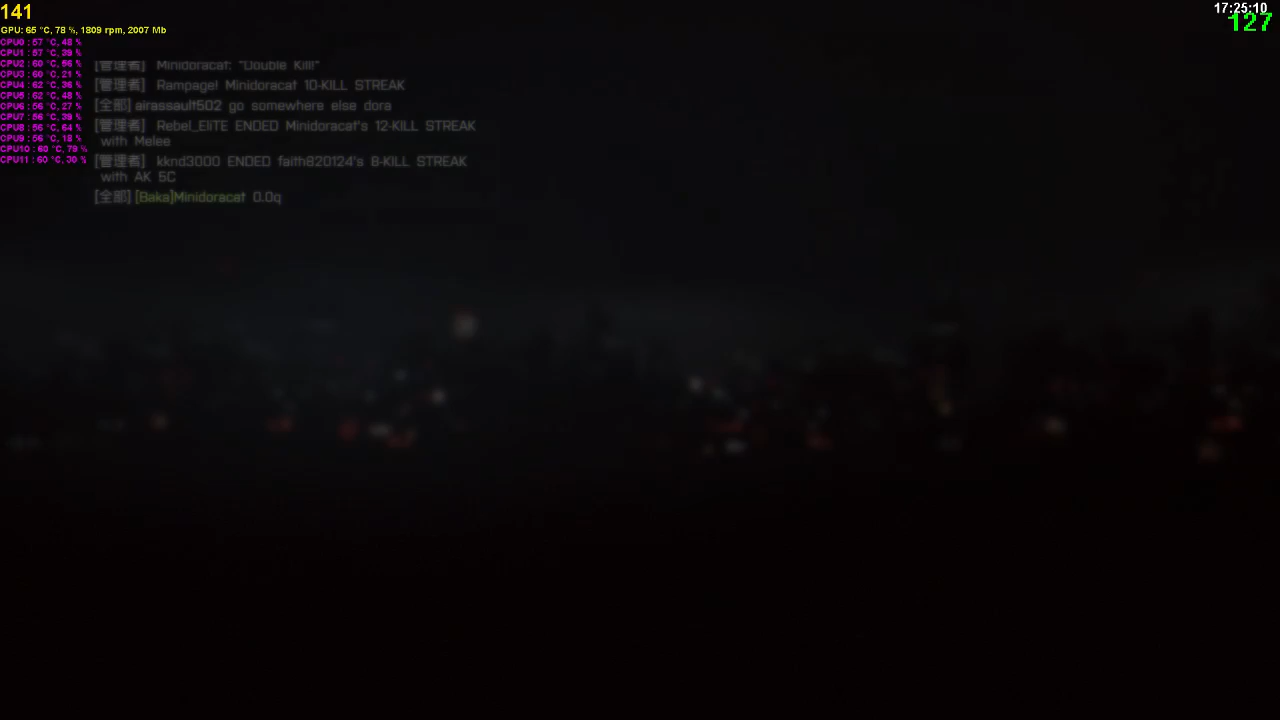 141
17:25:10
127
GPU: 65 °C, 78 %, 1809 rpm, 2007 Mb
CPU0 : 57 °C, 48 %
CPU1 : 57 °C, 39 %
CPU2 : 60 °C, 56 %
CPU3 : 60 °C, 21 %
CPU4 : 62 °C, 36 %
CPU5 : 62 °C, 48 %
CPU6 : 56 °C, 27 %
CPU7 : 56 °C, 39 %
CPU8 : 56 °C, 64 %
CPU9 : 56 °C, 18 %
CPU10 : 60 °C, 79 %
CPU11 : 60 °C, 30 %
[管理者] Minidoracat: "Double Kill!"
[管理者] Rampage! Minidoracat 10-KILL STREAK
[全部] airassault502 go somewhere else dora
[管理者] Rebel_EliTE ENDED Minidoracat's 12-KILL STREAK
with Melee
[管理者] kknd3000 ENDED faith820124's 8-KILL STREAK
with AK 5C
[全部] [Baka]Minidoracat 0.0q